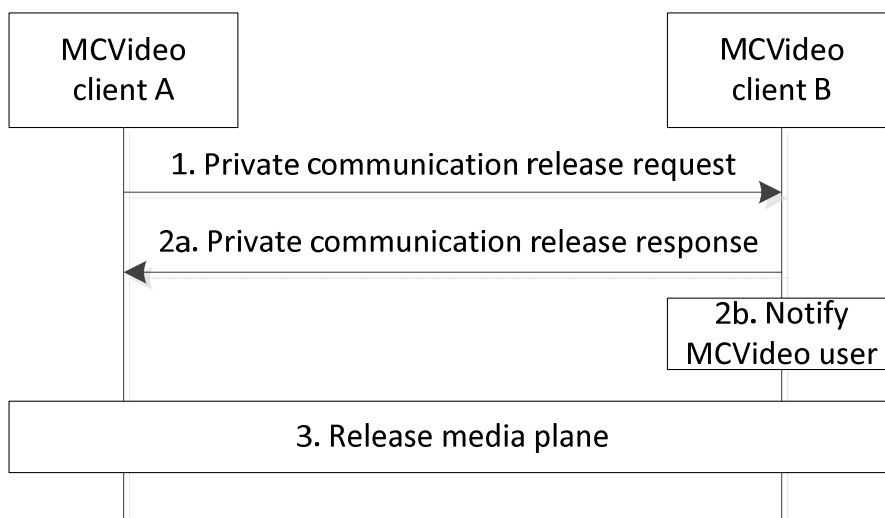 MCVideo
client A
MCVideo
client B
1. Private communication release request
2a. Private communication release response
2b. Notify
MCVideo user
3. Release media plane